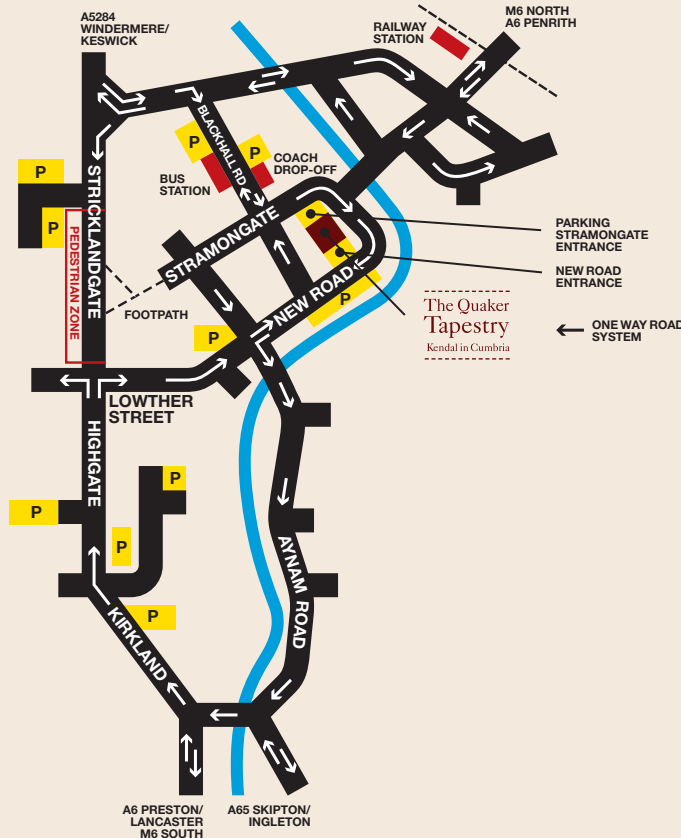 A5284
WINDERMERE/
KESWICK
M6 NORTH
A6 PENRITH
RAILWAY
STATION
BLACKHALL RD
P
P
COACH
DROP-OFF
BUS
STATION
P
P
STRICKLANDGATE
PEDESTRIAN ZONE
STRAMONGATE
PARKING
STRAMONGATE
ENTRANCE
NEW ROAD
ENTRANCE
FOOTPATH
NEW ROAD
P
P
The Quaker
Tapestry
Kendal in Cumbria
ONE WAY ROAD
SYSTEM
LOWTHER
STREET
HIGHGATE
P
P
P
AYNAM ROAD
KIRKLAND
P
A6 PRESTON/
LANCASTER
M6 SOUTH
A65 SKIPTON/
INGLETON